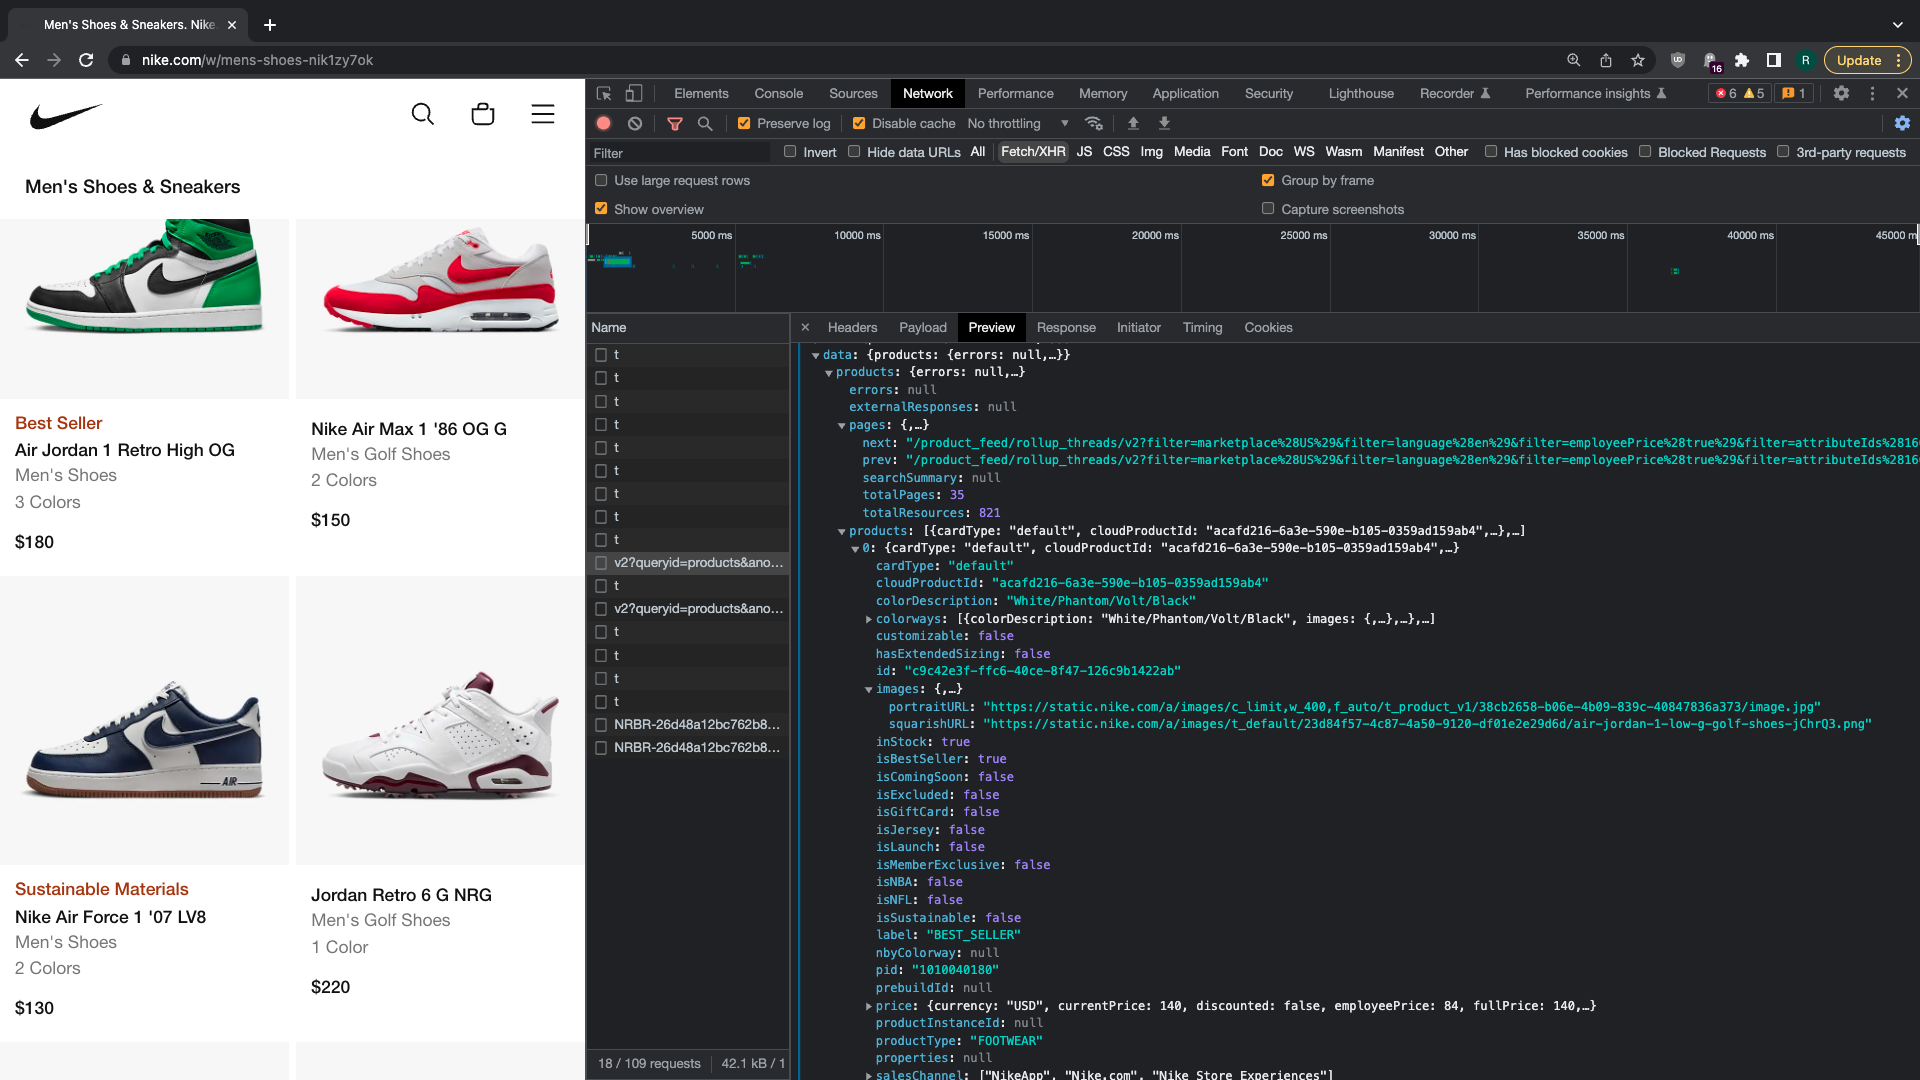 Men's Shoes & Sneakers. Nike
nike.com/w/mens-shoes-nik1zy7ok
16
R
Update
Men's Shoes & Sneakers
Best Seller
Air Jordan 1 Retro High OG
Men's Shoes
3 Colors
$180
Nike Air Max 1 '86 OG G
Men's Golf Shoes
2 Colors
$150
AIR
Sustainable Materials
Nike Air Force 1 '07 LV8
Men's Shoes
2 Colors
$130
Jordan Retro 6 G NRG
Men's Golf Shoes
1 Color
$220
Elements Console Sources Network Performance Memory Application Security Lighthouse Recorder Performance insights 6 5 1
Preserve log Disable cache No throttling
Filter Invert Hide data URLs All Fetch/XHR JS CSS Img Media Font Doc WS Wasm Manifest Other Has blocked cookies Blocked Requests 3rd-party requests
Use large request rows Group by frame
Show overview Capture screenshots
5000 ms 10000 ms 15000 ms 20000 ms 25000 ms 30000 ms 35000 ms 40000 ms 45000 m
Name
t
t
t
t
t
t
t
t
t
v2?queryid=products&ano...
t
v2?queryid=products&ano...
t
t
t
t
NRBR-26d48a12bc762b8...
NRBR-26d48a12bc762b8...
18 / 109 requests 42.1 kB / 1
Headers Payload Preview Response Initiator Timing Cookies
data: {products: {errors: null,…}}
products: {errors: null,…}
errors: null
externalResponses: null
pages: {,…}
next: "/product_feed/rollup_threads/v2?filter=marketplace%28US%29&filter=language%28en%29&filter=employeePrice%28true%29&filter=attributeIds%2816
prev: "/product_feed/rollup_threads/v2?filter=marketplace%28US%29&filter=language%28en%29&filter=employeePrice%28true%29&filter=attributeIds%2816
searchSummary: null
totalPages: 35
totalResources: 821
products: [{cardType: "default", cloudProductId: "acafd216-6a3e-590e-b105-0359ad159ab4",…},…]
0: {cardType: "default", cloudProductId: "acafd216-6a3e-590e-b105-0359ad159ab4",…}
cardType: "default"
cloudProductId: "acafd216-6a3e-590e-b105-0359ad159ab4"
colorDescription: "White/Phantom/Volt/Black"
colorways: [{colorDescription: "White/Phantom/Volt/Black", images: {,…},…},…]
customizable: false
hasExtendedSizing: false
id: "c9c42e3f-ffc6-40ce-8f47-126c9b1422ab"
images: {,…}
portraitURL: "https://static.nike.com/a/images/c_limit,w_400,f_auto/t_product_v1/38cb2658-b06e-4b09-839c-40847836a373/image.jpg"
squarishURL: "https://static.nike.com/a/images/t_default/23d84f57-4c87-4a50-9120-df01e2e29d6d/air-jordan-1-low-g-golf-shoes-jChrQ3.png"
inStock: true
isBestSeller: true
isComingSoon: false
isExcluded: false
isGiftCard: false
isJersey: false
isLaunch: false
isMemberExclusive: false
isNBA: false
isNFL: false
isSustainable: false
label: "BEST_SELLER"
nbyColorway: null
pid: "1010040180"
prebuildId: null
price: {currency: "USD", currentPrice: 140, discounted: false, employeePrice: 84, fullPrice: 140,…}
productInstanceId: null
productType: "FOOTWEAR"
properties: null
salesChannel: ["NikeApp", "Nike.com", "Nike Store Experiences"]